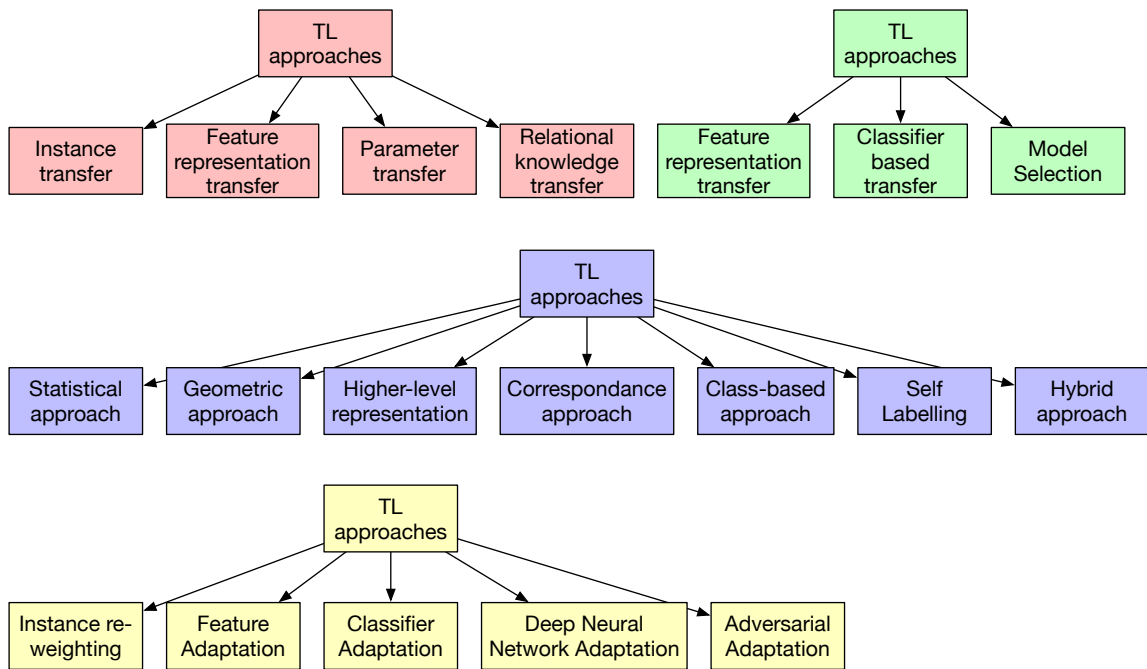 TL
approaches
TL
approaches
Instance
transfer
Feature
representation
transfer
Parameter
transfer
Relational
knowledge
transfer
Feature
representation
transfer
Classifier
based
transfer
Model
Selection
TL
approaches
Statistical
approach
Geometric
approach
Higher-level
representation
Correspondance
approach
Class-based
approach
Self
Labelling
Hybrid
approach
TL
approaches
Instance re-
weighting
Feature
Adaptation
Classifier
Adaptation
Deep Neural
Network Adaptation
Adversarial
Adaptation